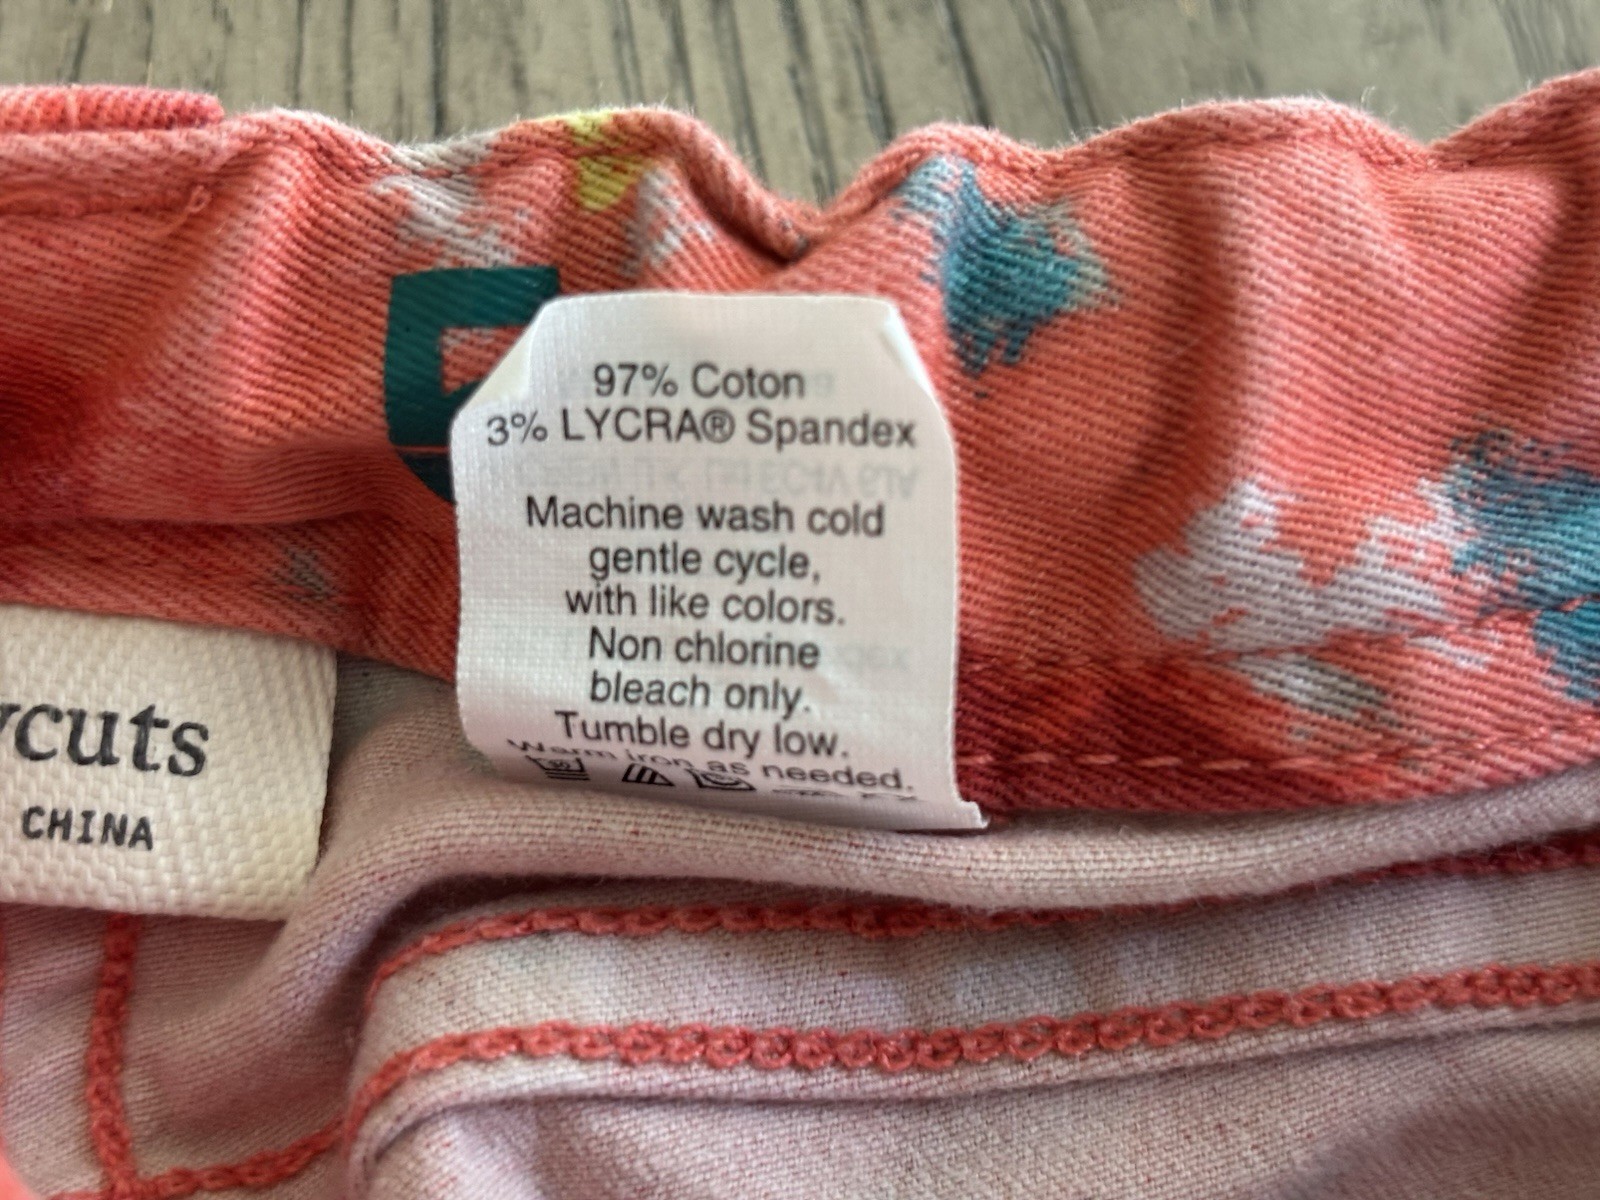 97% Coton
3% LYCRA® Spandex
Machine wash cold
gentle cycle,
with like colors.
Non chlorine
bleach only.
Tumble dry low.
Warm iron as needed.
cuts
CHINA